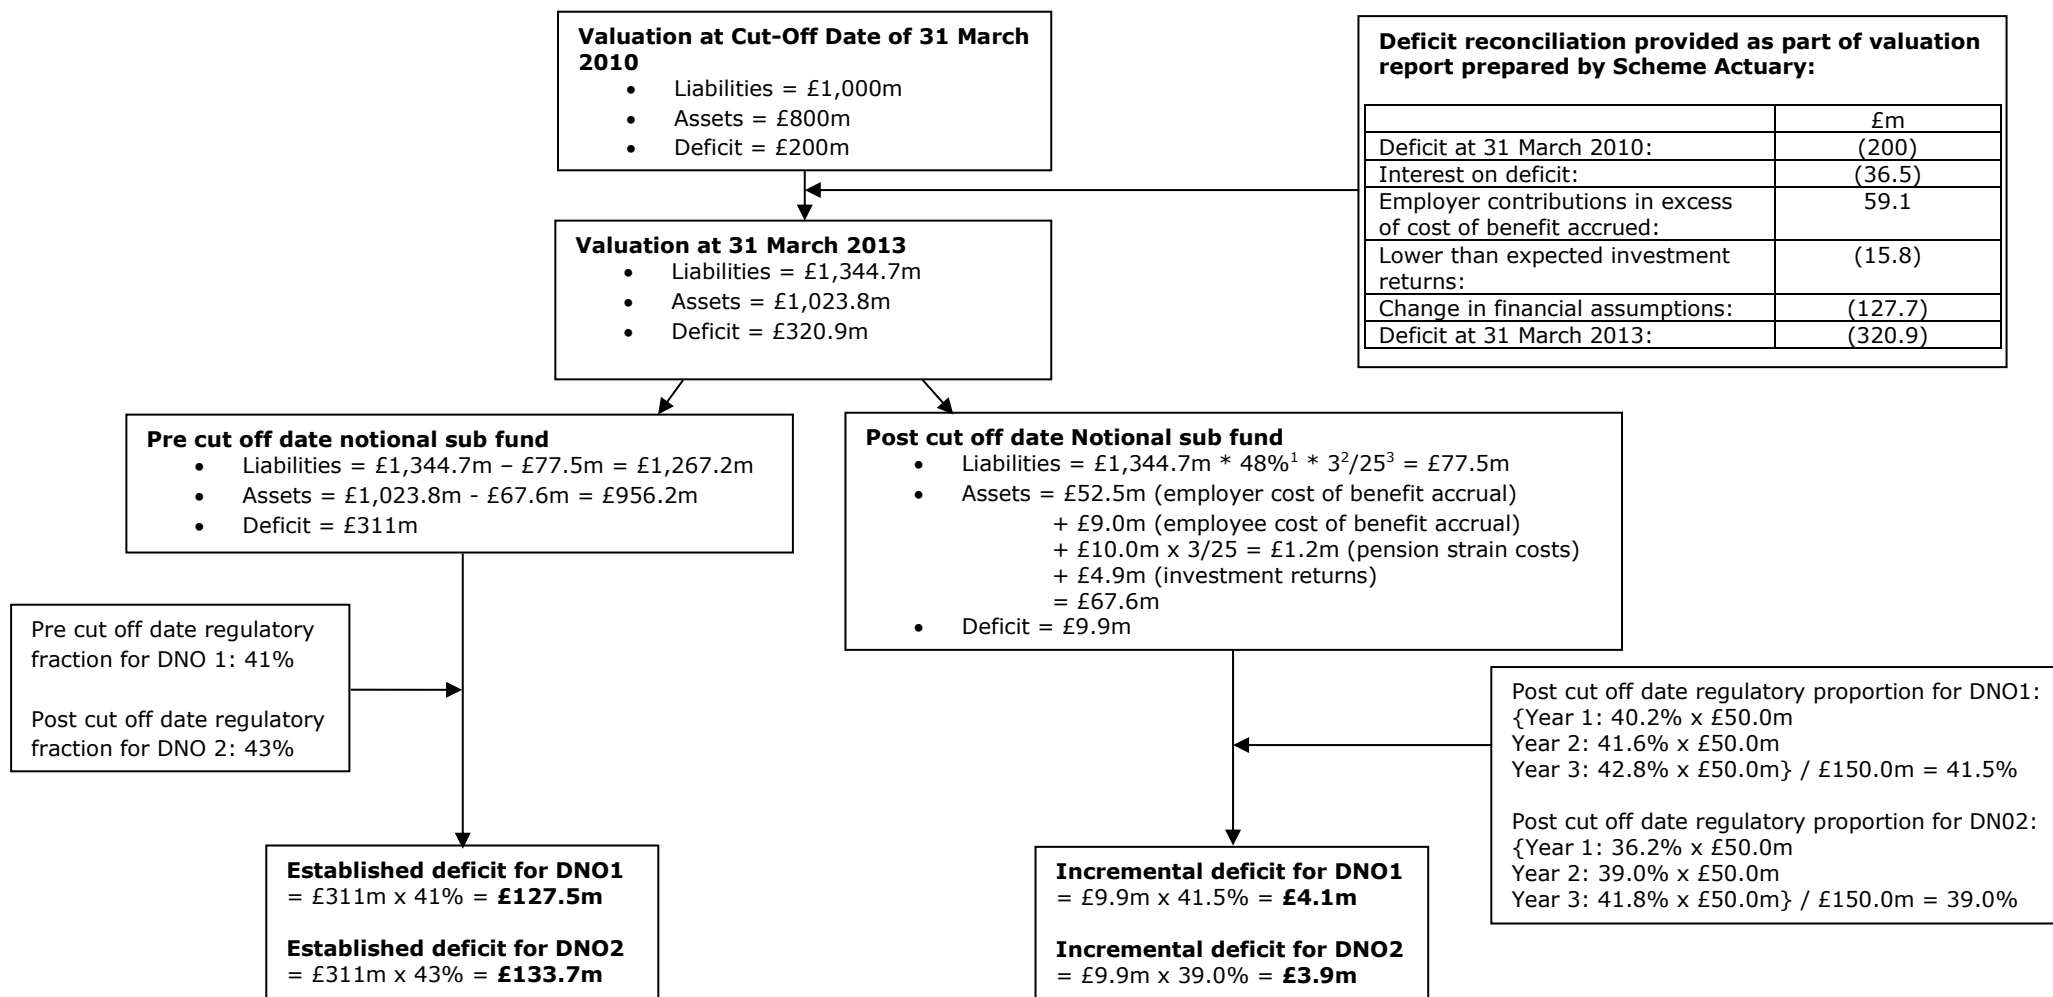 Valuation at Cut-Off Date of 31 March
2010
• Liabilities = £1,000m
• Assets = £800m
• Deficit = £200m
Deficit reconciliation provided as part of valuation
report prepared by Scheme Actuary:
£m
Deficit at 31 March 2010: (200)
Interest on deficit: (36.5)
Employer contributions in excess 59.1
of cost of benefit accrued:
Lower than expected investment (15.8)
returns:
Change in financial assumptions: (127.7)
Deficit at 31 March 2013: (320.9)
Valuation at 31 March 2013
• Liabilities = £1,344.7m
• Assets = £1,023.8m
• Deficit = £320.9m
Pre cut off date notional sub fund
• Liabilities = £1,344.7m – £77.5m = £1,267.2m
• Assets = £1,023.8m - £67.6m = £956.2m
• Deficit = £311m
Post cut off date Notional sub fund
• Liabilities = £1,344.7m * 48%¹ * 3²/25³ = £77.5m
• Assets = £52.5m (employer cost of benefit accrual)
+ £9.0m (employee cost of benefit accrual)
+ £10.0m x 3/25 = £1.2m (pension strain costs)
+ £4.9m (investment returns)
= £67.6m
• Deficit = £9.9m
Pre cut off date regulatory
fraction for DNO 1: 41%
Post cut off date regulatory
fraction for DNO 2: 43%
Post cut off date regulatory proportion for DNO1:
{Year 1: 40.2% x £50.0m
Year 2: 41.6% x £50.0m
Year 3: 42.8% x £50.0m} / £150.0m = 41.5%
Post cut off date regulatory proportion for DN02:
{Year 1: 36.2% x £50.0m
Year 2: 39.0% x £50.0m
Year 3: 41.8% x £50.0m} / £150.0m = 39.0%
Established deficit for DNO1
= £311m x 41% = £127.5m
Established deficit for DNO2
= £311m x 43% = £133.7m
Incremental deficit for DNO1
= £9.9m x 41.5% = £4.1m
Incremental deficit for DNO2
= £9.9m x 39.0% = £3.9m